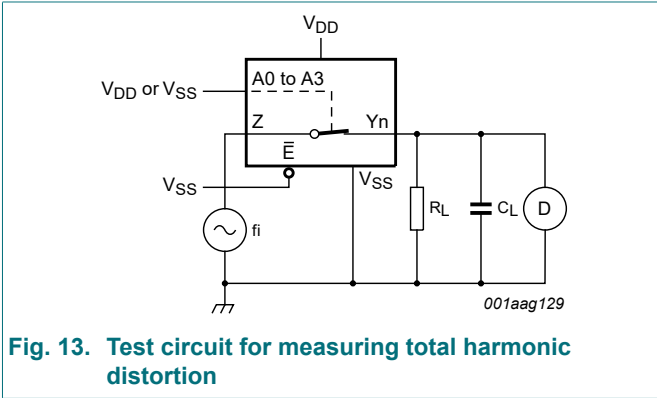 VDD
VDD or VSS
A0 to A3
Z
Yn
E̅
VSS
VSS
RL
CL
D
fi
001aag129
Fig. 13. Test circuit for measuring total harmonic
distortion